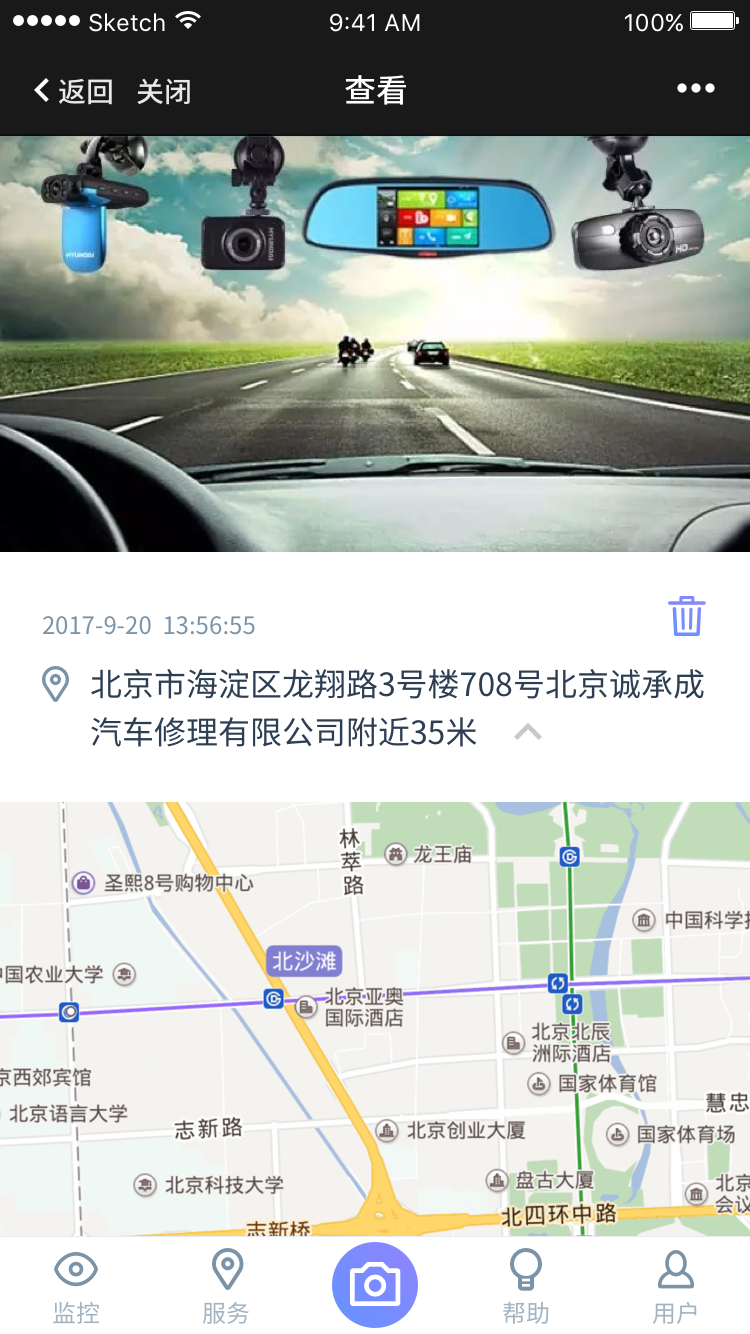 Sketch 9:41 AM 100%
返回 关闭 查看
HYUNDAI
HYUNDAI
HD
2017-9-20 13:56:55
北京市海淀区龙翔路3号楼708号北京诚承成
汽车修理有限公司附近35米
林萃路
龙王庙
圣熙8号购物中心
中国科学技
中国农业大学
北沙滩
北京亚奥
国际酒店
北京北辰
洲际酒店
京西郊宾馆
国家体育馆
北京语言大学
慧忠
志新路
北京创业大厦
国家体育场
北京科技大学
盘古大厦
北京
会议
北四环中路
志新桥
监控 服务 帮助 用户